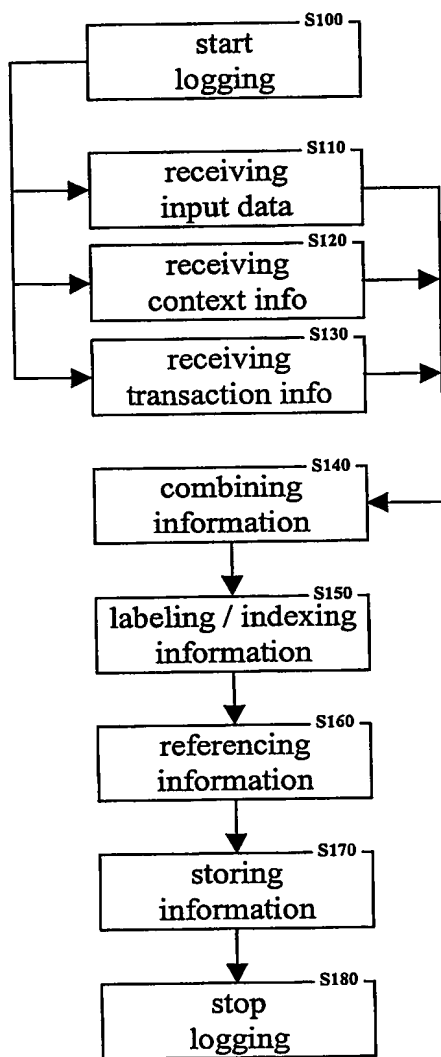 S100
start
logging
S110
receiving
input data
S120
receiving
context info
S130
receiving
transaction info
S140
combining
information
S150
labeling / indexing
information
S160
referencing
information
S170
storing
information
S180
stop
logging